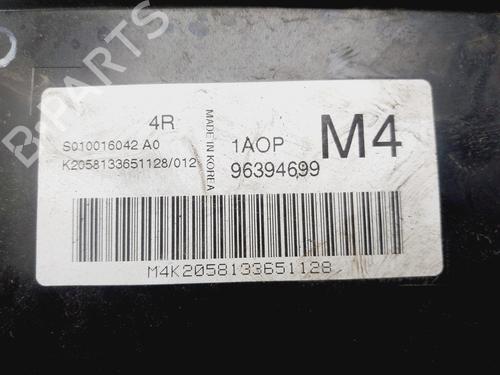 B-PARTS
4R
S010016042 A0
K2058133651128/012
MADE IN KOREA
1AOP
96394699
M4
M4K2058133651128